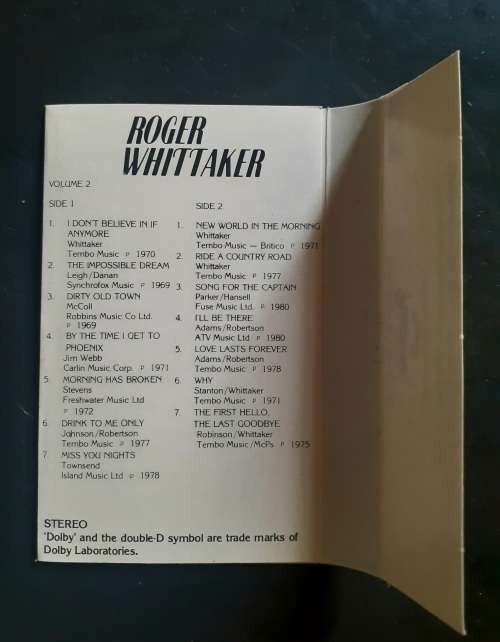 ROGER
WHITTAKER
VOLUME 2
SIDE 1
1. I DON'T BELIEVE IN IF
ANYMORE
Whittaker
Tembo Music P 1970
2. THE IMPOSSIBLE DREAM
Leigh/Danan
Synchrofox Music P 1969
3. DIRTY OLD TOWN
McColl
Robbins Music Co Ltd.
P 1969
4. BY THE TIME I GET TO
PHOENIX
Jim Webb
Carlin Music Corp. P 1971
5. MORNING HAS BROKEN
Stevens
Freshwater Music Ltd
P 1972
6. DRINK TO ME ONLY
Johnson/Robertson
Tembo Music P 1977
7. MISS YOU NIGHTS
Townsend
Island Music Ltd P 1978
SIDE 2
1. NEW WORLD IN THE MORNING
Whittaker
Tembo Music — Britico P 1971
2. RIDE A COUNTRY ROAD
Whittaker
Tembo Music P 1977
3. SONG FOR THE CAPTAIN
Parker/Hansell
Fuse Music Ltd. P 1980
4. I'LL BE THERE
Adams/Robertson
ATV Music Ltd P 1980
5. LOVE LASTS FOREVER
Adams/Robertson
Tembo Music P 1978
6. WHY
Stanton/Whittaker
Tembo Music P 1971
7. THE FIRST HELLO,
THE LAST GOODBYE
Robinson/Whittaker
Tembo Music/McPs P 1975
STEREO
'Dolby' and the double-D symbol are trade marks of
Dolby Laboratories.